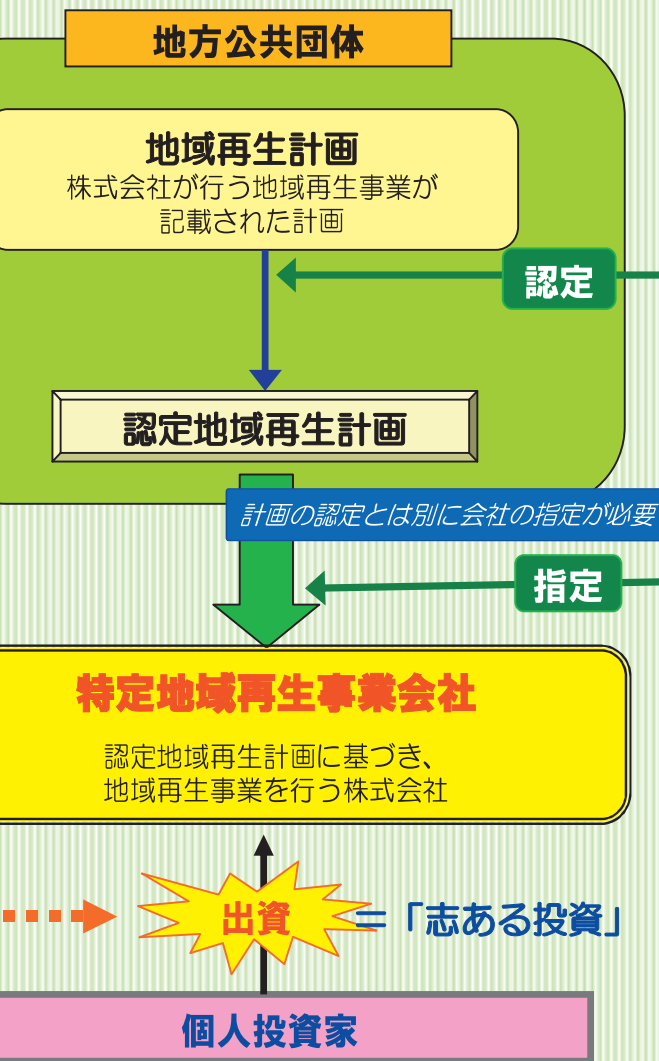 地方公共団体
地域再生計画
株式会社が行う地域再生事業が
記載された計画
認定
認定地域再生計画
計画の認定とは別に会社の指定が必要
指定
特定地域再生事業会社
認定地域再生計画に基づき、
地域再生事業を行う株式会社
出資
＝「志ある投資」
個人投資家